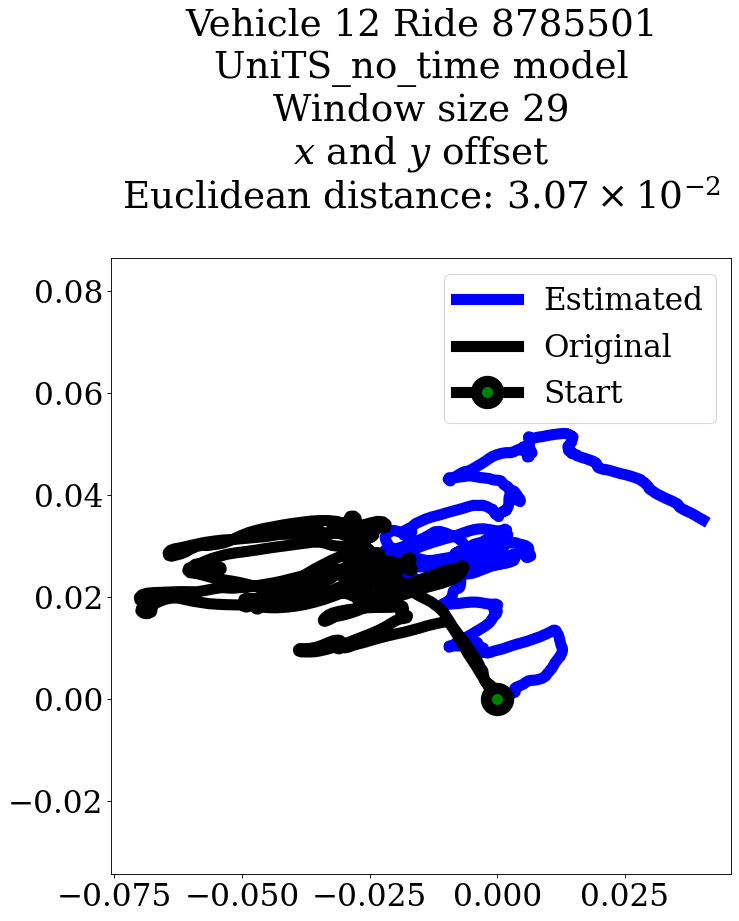 Vehicle 12 Ride 8785501
UniTS_no_time model
Window size 29
x and y offset
Euclidean distance: 3.07 × 10⁻²
Estimated
Original
Start
0.08
0.06
0.04
0.02
0.00
−0.02
−0.075 −0.050 −0.025 0.000 0.025